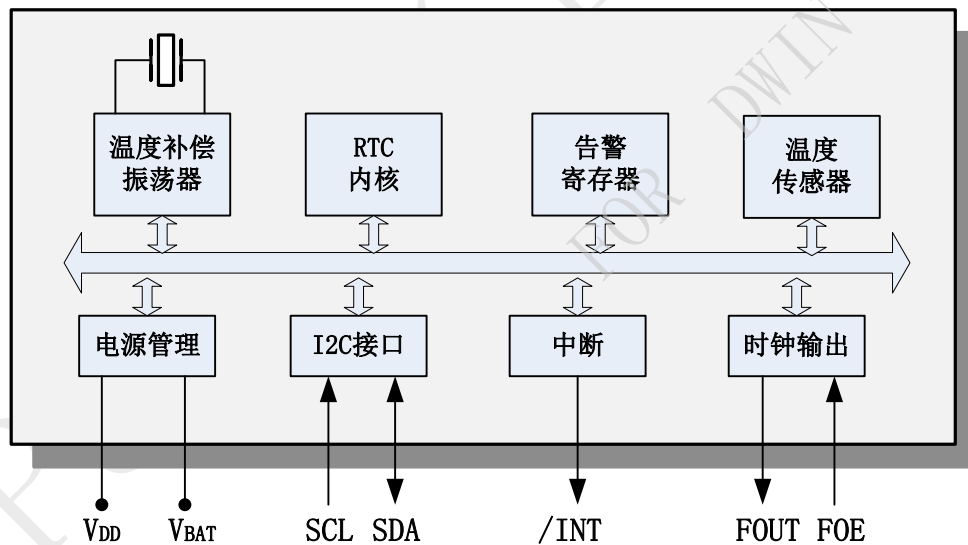 温度补偿
振荡器
RTC
内核
告警
寄存器
温度
传感器
电源管理
I2C接口
中断
时钟输出
VDD
VBAT
SCL
SDA
/INT
FOUT
FOE
FOR DWIN